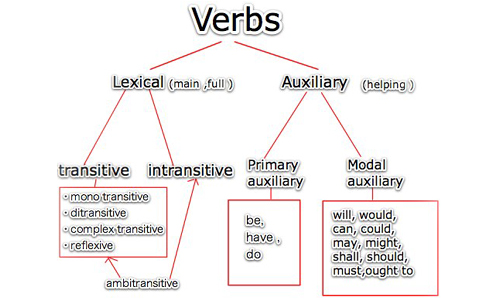 Verbs
Lexical (main ,full )
Auxiliary (helping )
transitive
intransitive
Primary
auxiliary
Modal
auxiliary
· mono transitive
· ditransitive
· complex transitive
· reflexive
be.
have .
do
will, would,
can, could,
may, might,
shall, should,
must,ought to
ambitransitive